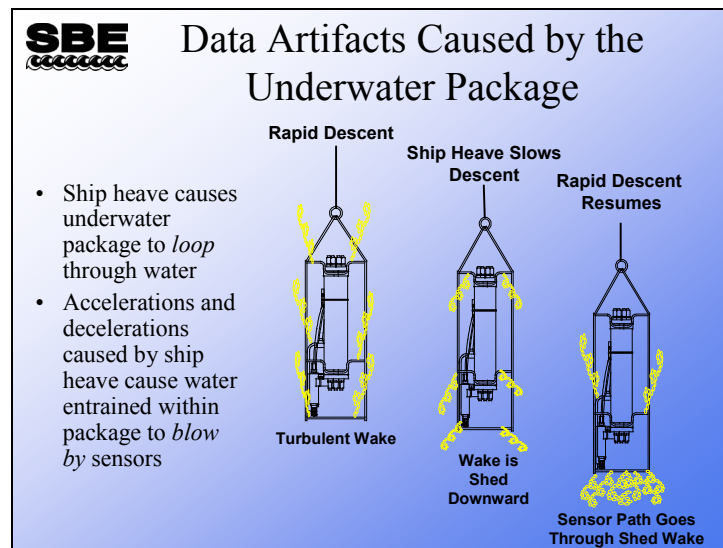 SBE
Data Artifacts Caused by the
Underwater Package
• Ship heave causes
underwater
package to loop
through water
• Accelerations and
decelerations
caused by ship
heave cause water
entrained within
package to blow
by sensors
Rapid Descent
Turbulent Wake
Ship Heave Slows
Descent
Wake is
Shed
Downward
Rapid Descent
Resumes
Sensor Path Goes
Through Shed Wake